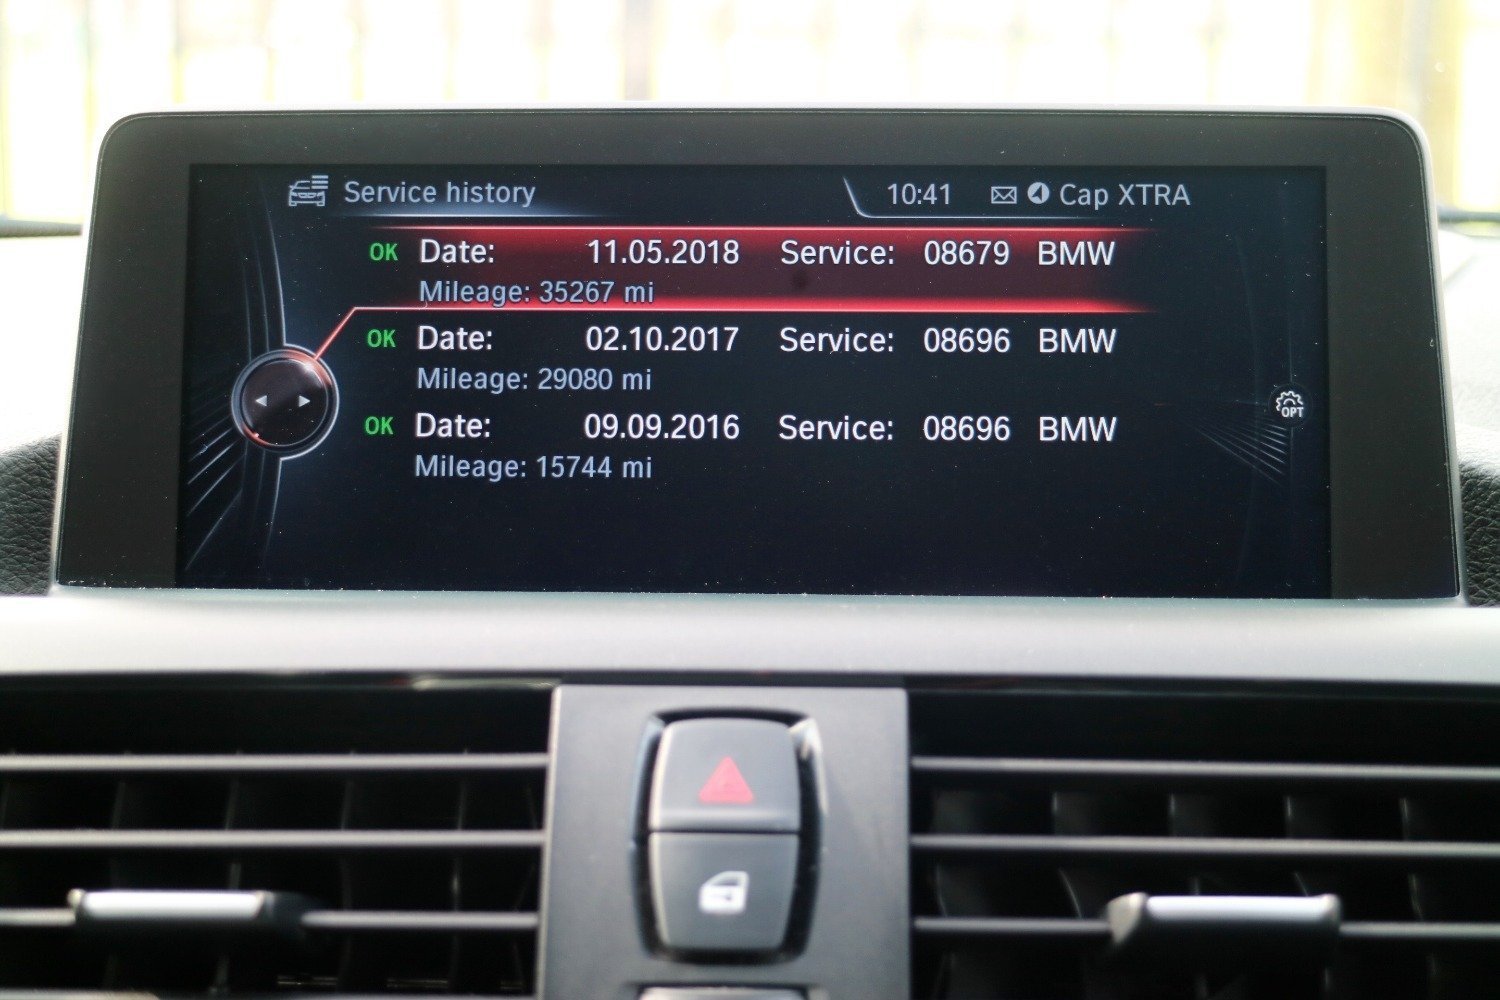 Service history 10:41 Cap XTRA
OK Date: 11.05.2018 Service: 08679 BMW
Mileage: 35267 mi
OK Date: 02.10.2017 Service: 08696 BMW
Mileage: 29080 mi
OK Date: 09.09.2016 Service: 08696 BMW
Mileage: 15744 mi
OPT